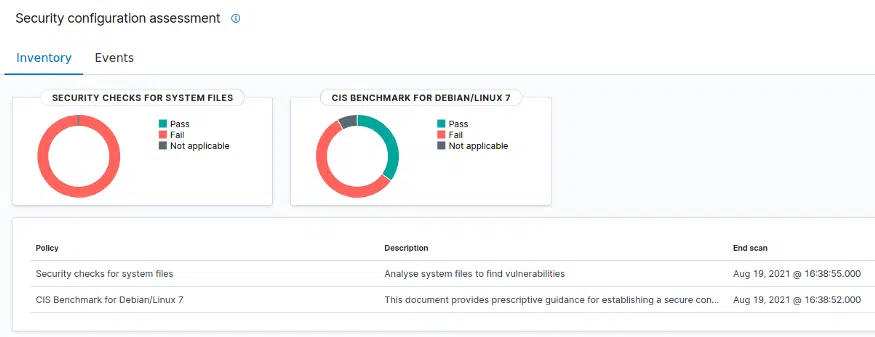 Security configuration assessment
Inventory Events
SECURITY CHECKS FOR SYSTEM FILES
Pass
Fail
Not applicable
CIS BENCHMARK FOR DEBIAN/LINUX 7
Pass
Fail
Not applicable
Policy Description End scan
Security checks for system files Analyse system files to find vulnerabilities Aug 19, 2021 @ 16:38:55.000
CIS Benchmark for Debian/Linux 7 This document provides prescriptive guidance for establishing a secure con... Aug 19, 2021 @ 16:38:52.000